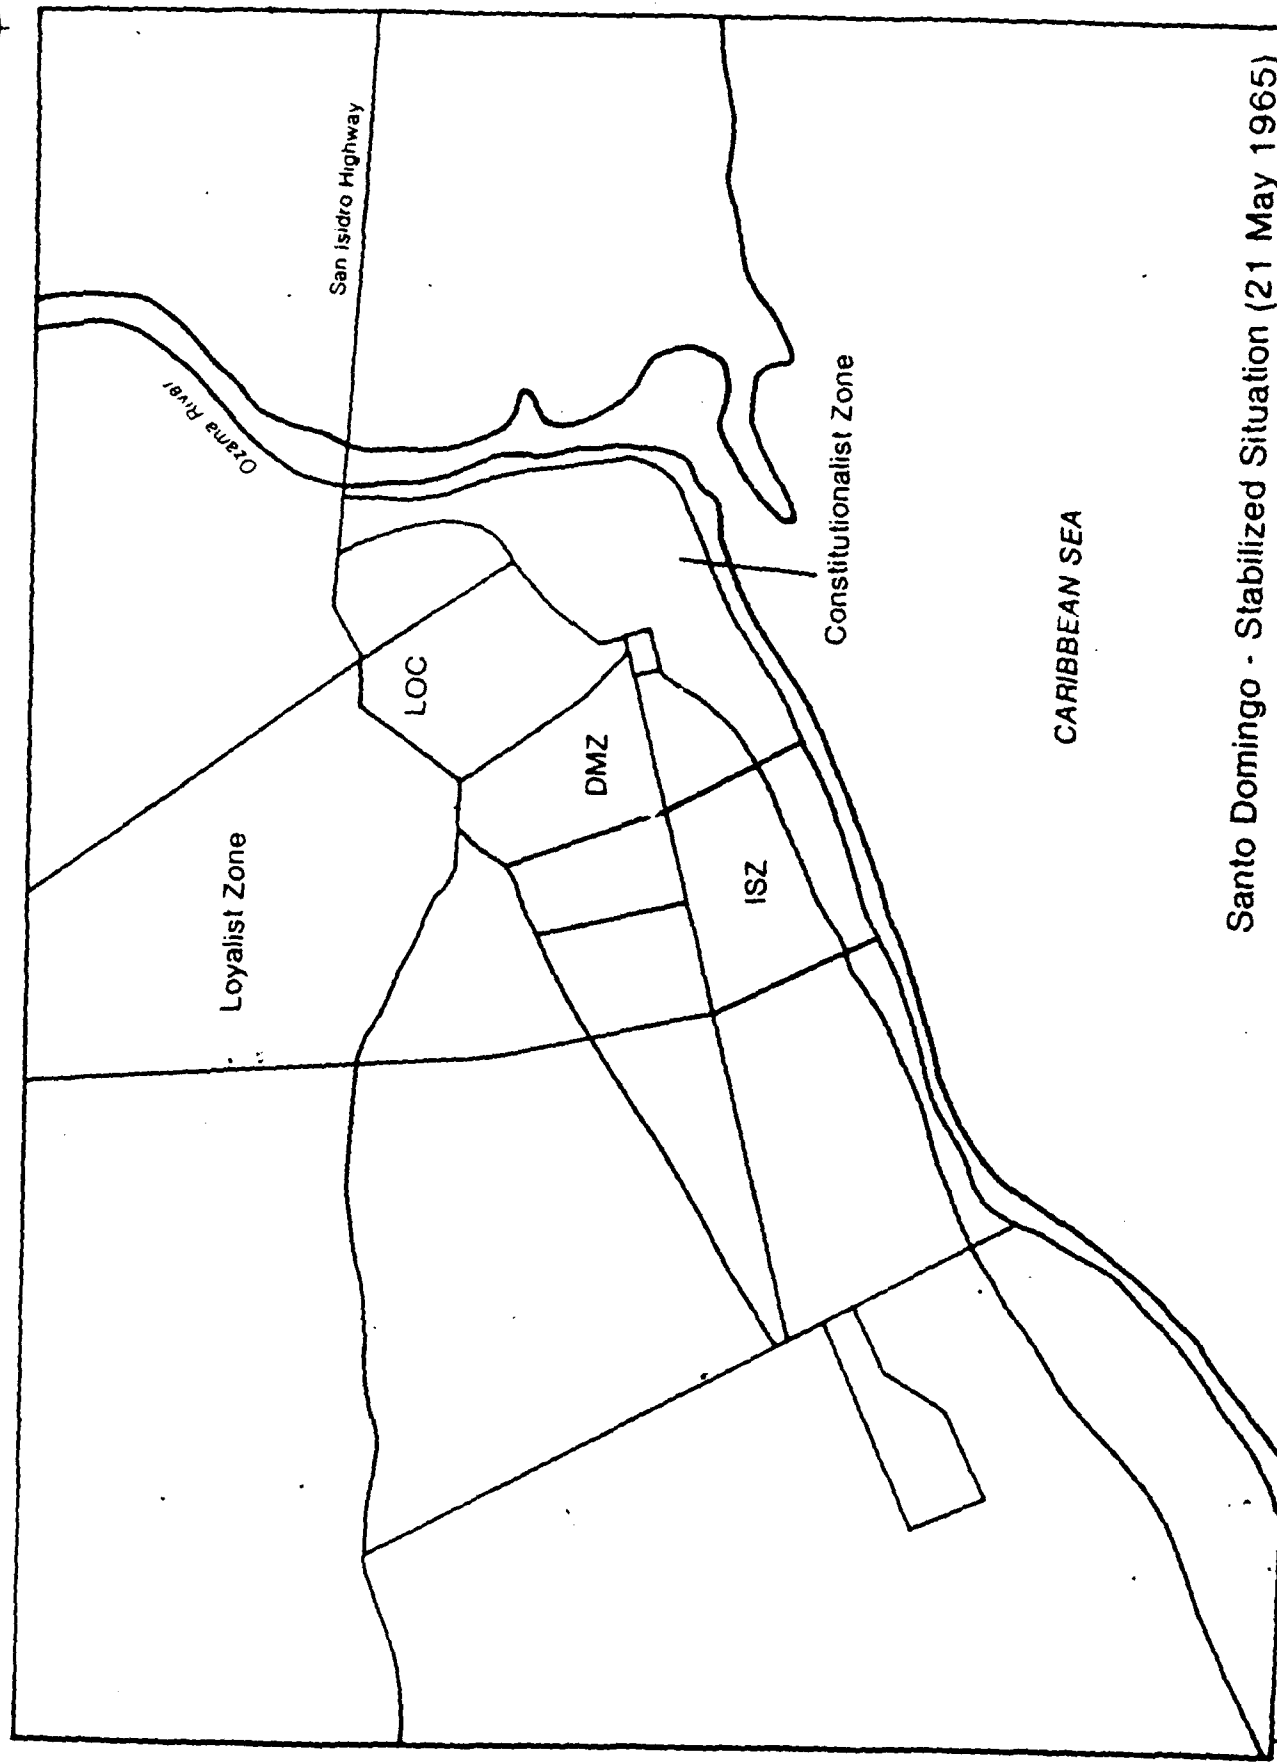 San Isidro Highway
Ozama River
Loyalist Zone
LOC
DMZ
ISZ
Constitutionalist Zone
CARIBBEAN SEA
Santo Domingo - Stabilized Situation (21 May 1965)